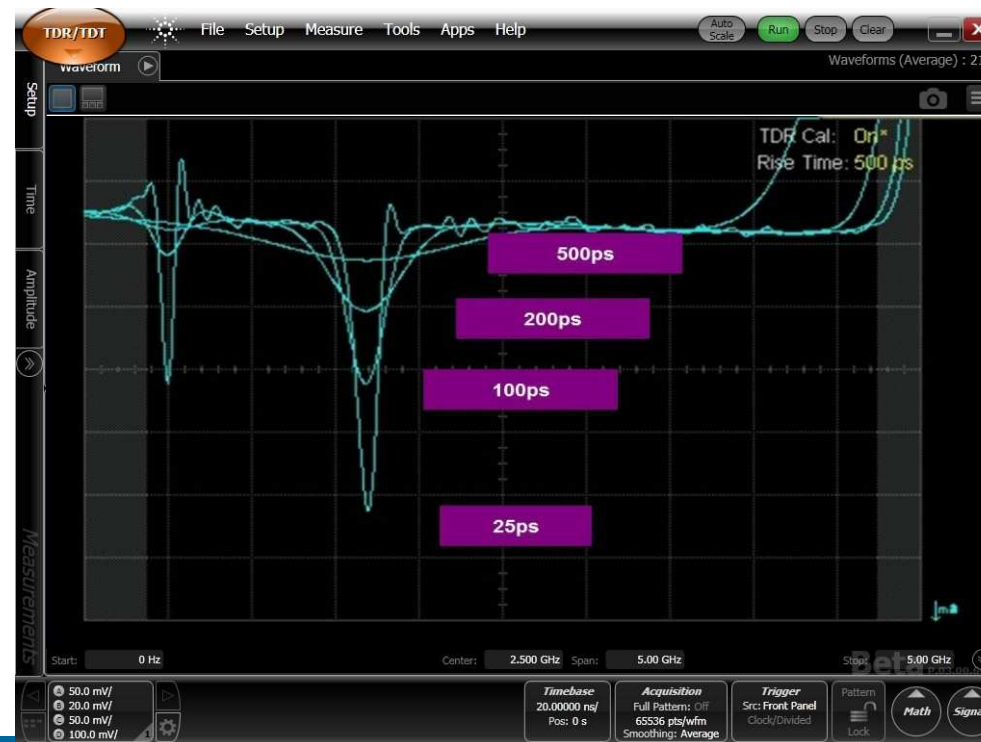 TDR/TDT File Setup Measure Tools Apps Help Auto Scale Run Stop Clear X
Waveform Waveforms (Average) : 21
Setup
Time
Amplitude
Measurements
TDR Cal: On*
Rise Time: 500 ps
500ps
200ps
100ps
25ps
Start: 0 Hz Center: 2.500 GHz Span: 5.00 GHz Stop: 5.00 GHz
Beta
A 50.0 mV/
B 20.0 mV/
C 50.0 mV/
D 100.0 mV/
1
Timebase
20.00000 ns/
Pos: 0 s
Acquisition
Full Pattern: Off
65536 pts/wfm
Smoothing: Average
Trigger
Src: Front Panel
Clock/Divided
Pattern
Lock
Math
Signa